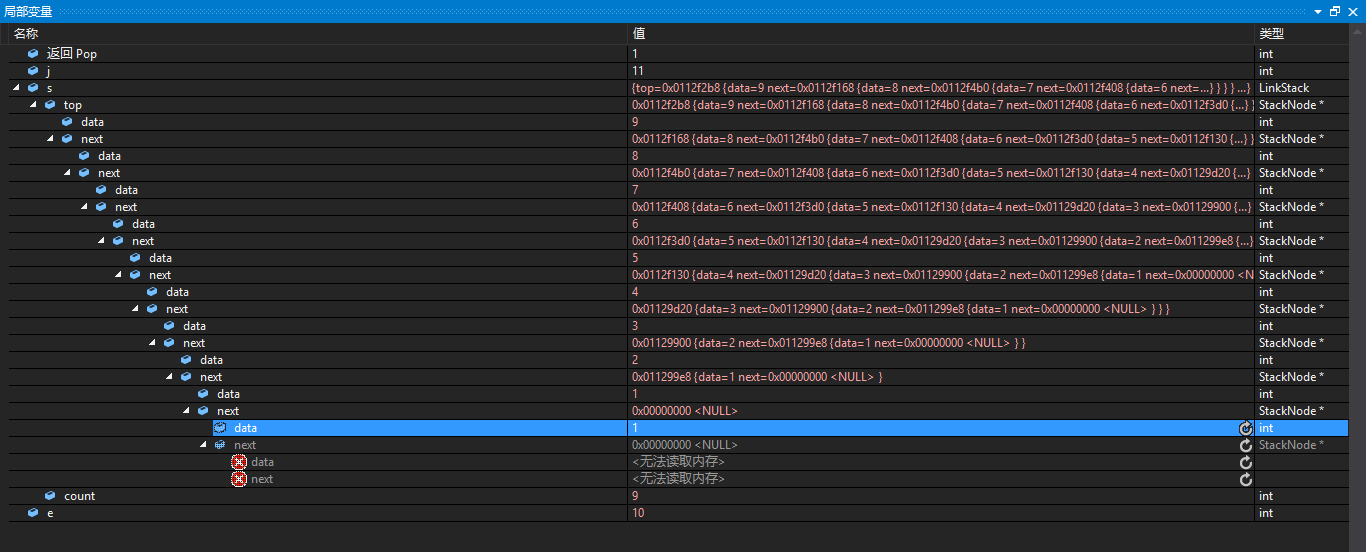 局部变量
名称 值 类型
返回 Pop 1 int
j 11 int
s {top=0x0112f2b8 {data=9 next=0x0112f168 {data=8 next=0x0112f4b0 {data=7 next=0x0112f408 {data=6 next=...} } } } ...} LinkStack
top 0x0112f2b8 {data=9 next=0x0112f168 {data=8 next=0x0112f4b0 {data=7 next=0x0112f408 {data=6 next=0x0112f3d0 {...} } StackNode *
data 9 int
next 0x0112f168 {data=8 next=0x0112f4b0 {data=7 next=0x0112f408 {data=6 next=0x0112f3d0 {data=5 next=0x0112f130 {...} } StackNode *
data 8 int
next 0x0112f4b0 {data=7 next=0x0112f408 {data=6 next=0x0112f3d0 {data=5 next=0x0112f130 {data=4 next=0x01129d20 {...} StackNode *
data 7 int
next 0x0112f408 {data=6 next=0x0112f3d0 {data=5 next=0x0112f130 {data=4 next=0x01129d20 {data=3 next=0x01129900 {...} StackNode *
data 6 int
next 0x0112f3d0 {data=5 next=0x0112f130 {data=4 next=0x01129d20 {data=3 next=0x01129900 {data=2 next=0x011299e8 {...} StackNode *
data 5 int
next 0x0112f130 {data=4 next=0x01129d20 {data=3 next=0x01129900 {data=2 next=0x011299e8 {data=1 next=0x00000000 <N StackNode *
data 4 int
next 0x01129d20 {data=3 next=0x01129900 {data=2 next=0x011299e8 {data=1 next=0x00000000 <NULL> } } } StackNode *
data 3 int
next 0x01129900 {data=2 next=0x011299e8 {data=1 next=0x00000000 <NULL> } } StackNode *
data 2 int
next 0x011299e8 {data=1 next=0x00000000 <NULL> } StackNode *
data 1 int
next 0x00000000 <NULL> StackNode *
data 1 int
next 0x00000000 <NULL> StackNode *
data <无法读取内存>
next <无法读取内存>
count 9 int
e 10 int